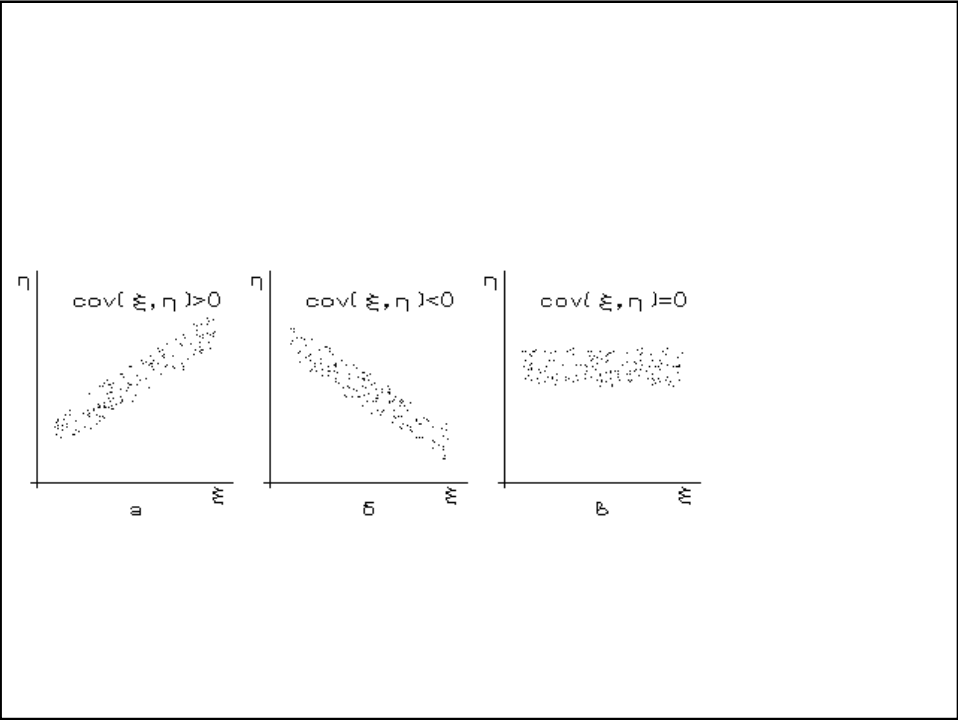 η
cov( ξ, η )>0
ξ
а
η
cov( ξ, η )<0
ξ
б
η
cov( ξ, η )=0
ξ
в